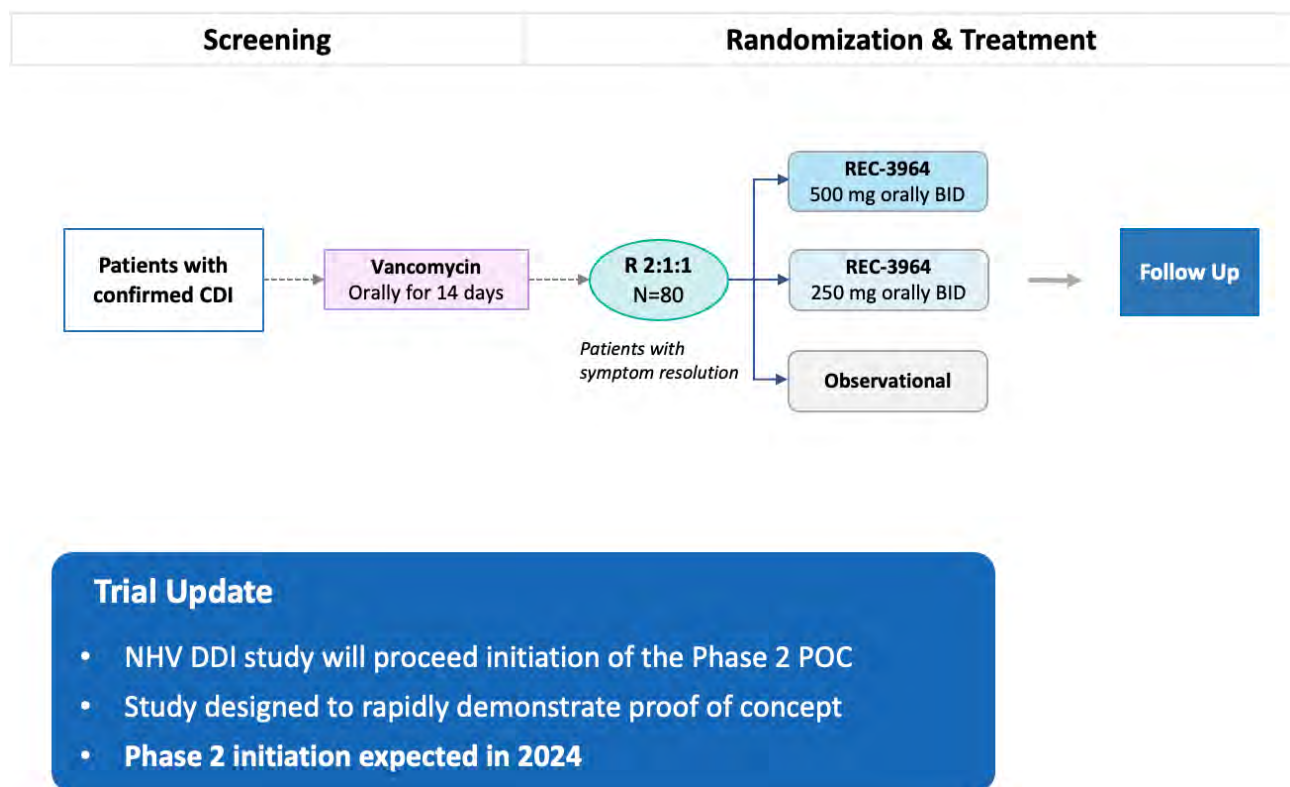 Screening
Randomization & Treatment
Patients with
confirmed CDI
Vancomycin
Orally for 14 days
R 2:1:1
N=80
Patients with
symptom resolution
REC-3964
500 mg orally BID
REC-3964
250 mg orally BID
Observational
Follow Up
Trial Update
• NHV DDI study will proceed initiation of the Phase 2 POC
• Study designed to rapidly demonstrate proof of concept
• Phase 2 initiation expected in 2024